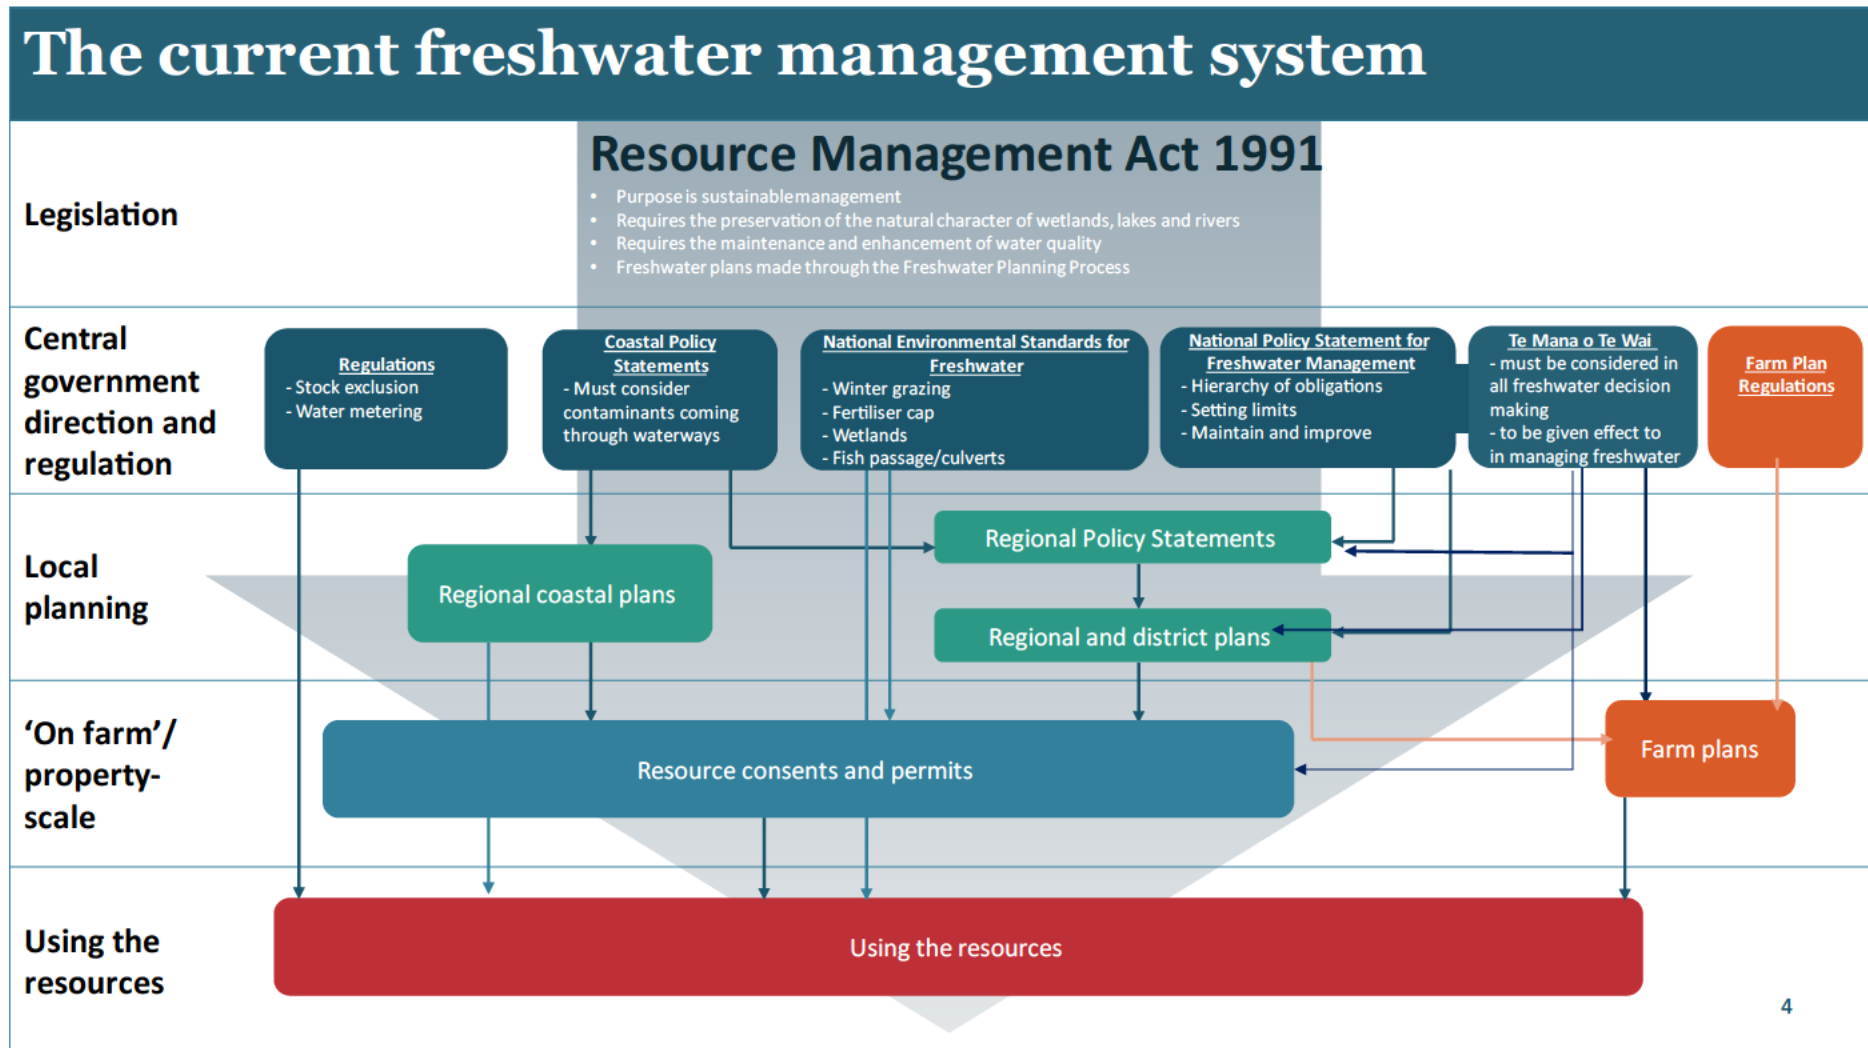 The current freshwater management system
Resource Management Act 1991
• Purpose is sustainable management
• Requires the preservation of the natural character of wetlands, lakes and rivers
• Requires the maintenance and enhancement of water quality
• Freshwater plans made through the Freshwater Planning Process
Legislation
Central
government
direction and
regulation
Regulations
- Stock exclusion
- Water metering
Coastal Policy
Statements
- Must consider
contaminants coming
through waterways
National Environmental Standards for
Freshwater
- Winter grazing
- Fertiliser cap
- Wetlands
- Fish passage/culverts
National Policy Statement for
Freshwater Management
- Hierarchy of obligations
- Setting limits
- Maintain and improve
Te Mana o Te Wai
- must be considered in
all freshwater decision
making
- to be given effect to
in managing freshwater
Farm Plan
Regulations
Local
planning
Regional coastal plans
Regional Policy Statements
Regional and district plans
‘On farm’/
property-
scale
Resource consents and permits
Farm plans
Using the
resources
Using the resources
4